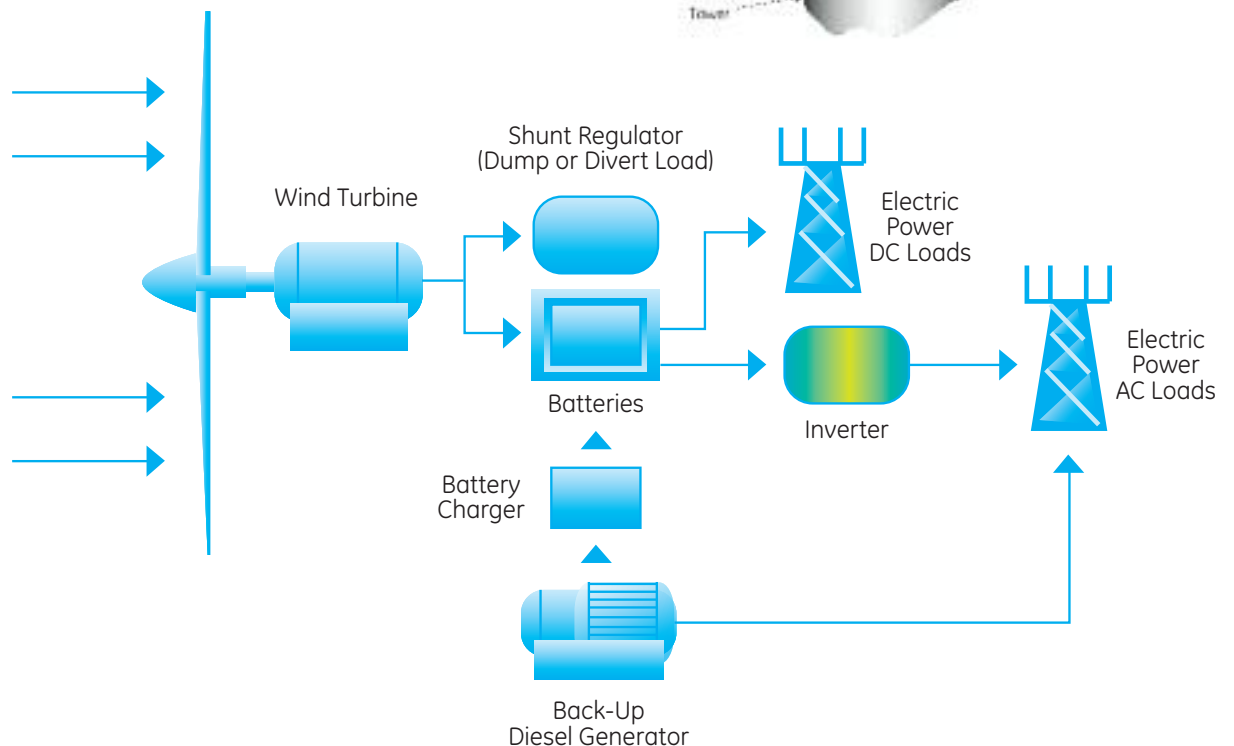 Tower
Shunt Regulator
(Dump or Divert Load)
Wind Turbine
Electric
Power
DC Loads
Electric
Power
AC Loads
Batteries
Inverter
Battery
Charger
Back-Up
Diesel Generator